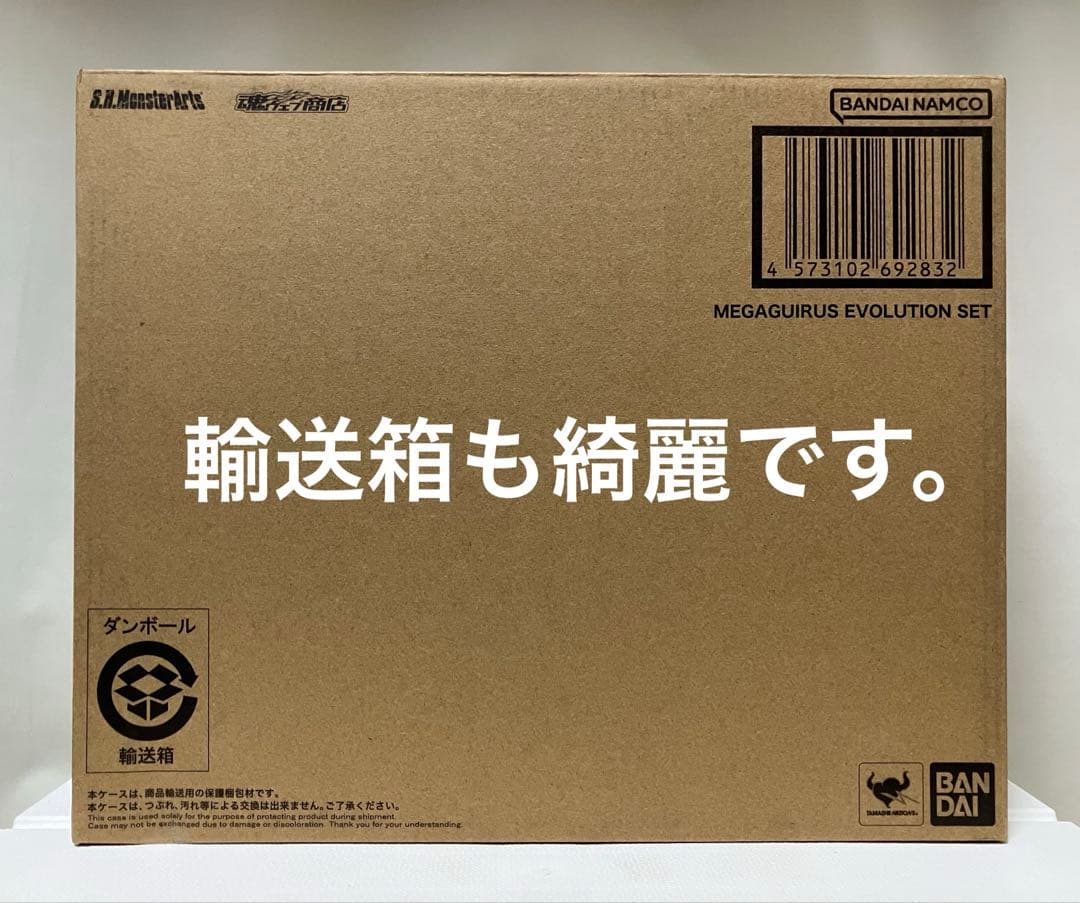 S.H.MonsterArts
魂ウェブ商店
BANDAI NAMCO
4 573102 692832
MEGAGUIRUS EVOLUTION SET
輸送箱も綺麗です。
ダンボール
輸送箱
本ケースは、商品輸送用の保護梱包材です。
本ケースは、つぶれ、汚れ等による交換は出来ません。ご了承ください。
This case is used solely for the purpose of protecting product during shipment.
Case may not be exchanged due to damage or discoloration. Thank you for your understanding.
TAMASHII NATIONS
BAN
DAI